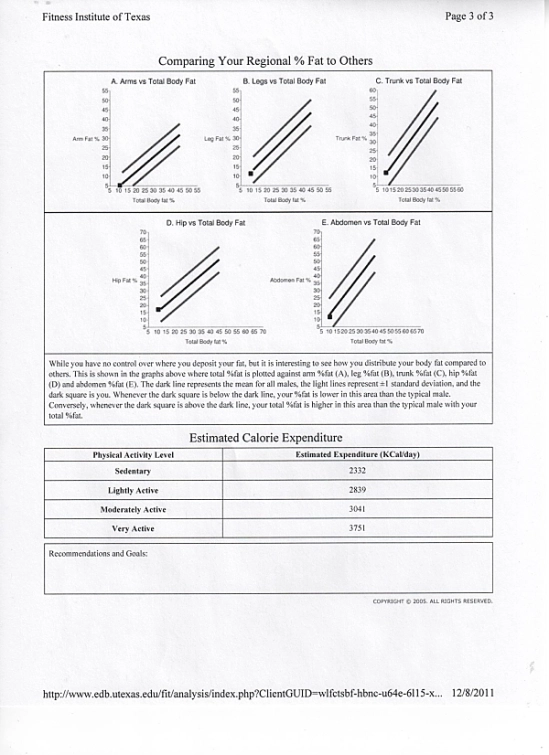 Fitness Institute of Texas
Page 3 of 3
Comparing Your Regional % Fat to Others
A. Arms vs Total Body Fat
55
50
45
40
35
Arm Fat % 30
25
20
15
10
5
5 10 15 20 25 30 35 40 45 50 55
Total Body fat %
B. Legs vs Total Body Fat
55
50
45
40
35
Leg Fat % 30
25
20
15
10
5
5 10 15 20 25 30 35 40 45 50 55
Total Body fat %
C. Trunk vs Total Body Fat
60
55
50
45
40
35
Trunk Fat %
30
25
20
15
10
5
5 10 15 20 25 30 35 40 45 50 55 60
Total Body fat %
D. Hip vs Total Body Fat
70
65
60
55
50
45
40
Hip Fat %
35
30
25
20
15
10
5
5 10 15 20 25 30 35 40 45 50 55 60 65 70
Total Body fat %
E. Abdomen vs Total Body Fat
70
65
60
55
50
45
40
Abdomen Fat %
35
30
25
20
15
10
5
5 10 15 20 25 30 35 40 45 50 55 60 65 70
Total Body fat %
While you have no control over where you deposit your fat, but it is interesting to see how you distribute your body fat compared to
others. This is shown in the graphs above where total %fat is plotted against arm %fat (A), leg %fat (B), trunk %fat (C), hip %fat
(D) and abdomen %fat (E). The dark line represents the mean for all males, the light lines represent ±1 standard deviation, and the
dark square is you. Whenever the dark square is below the dark line, your %fat is lower in this area than the typical male.
Conversely, whenever the dark square is above the dark line, your total %fat is higher in this area than the typical male with your
total %fat.
Estimated Calorie Expenditure
Physical Activity Level
Estimated Expenditure (KCal/day)
Sedentary
2332
Lightly Active
2839
Moderately Active
3041
Very Active
3751
Recommendations and Goals:
COPYRIGHT © 2005. ALL RIGHTS RESERVED.
http://www.edb.utexas.edu/fit/analysis/index.php?ClientGUID=wlfctsbf-hbnc-u64e-6l15-x... 12/8/2011